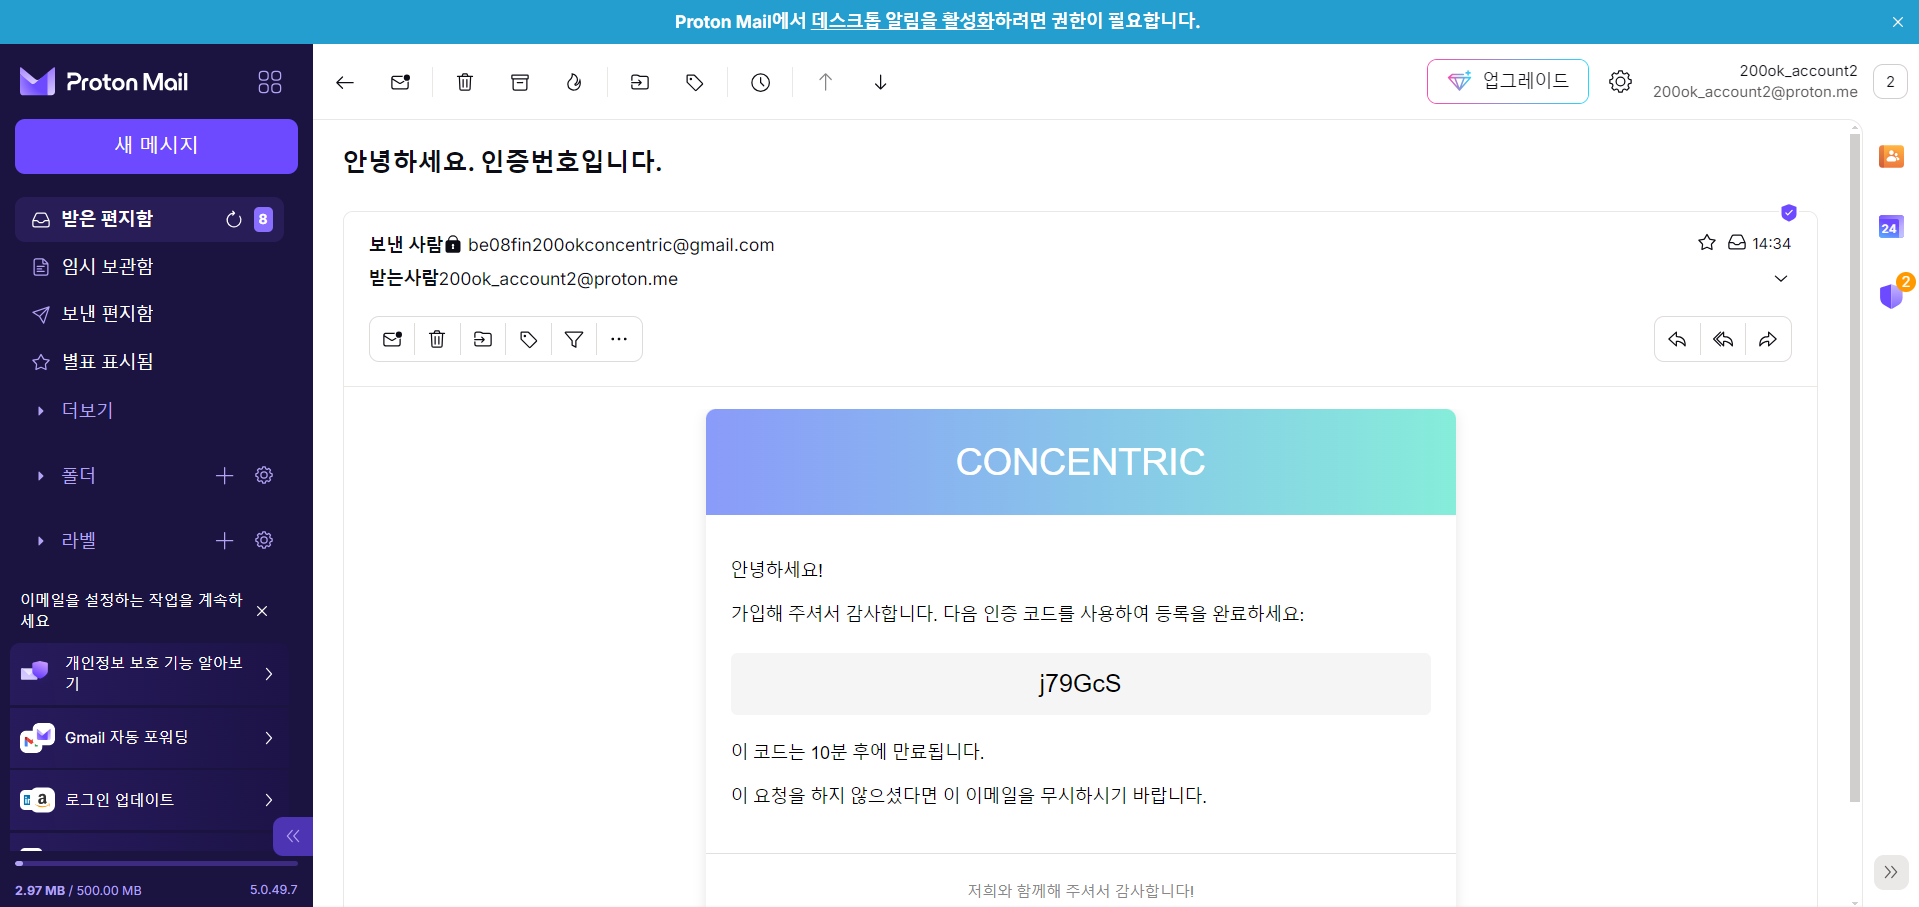 Proton Mail에서 데스크톱 알림을 활성화하려면 권한이 필요합니다.
Proton Mail
업그레이드
200ok_account2
200ok_account2@proton.me
2
새 메시지
받은 편지함
8
임시 보관함
보낸 편지함
별표 표시됨
더보기
폴더
라벨
이메일을 설정하는 작업을 계속하
세요
개인정보 보호 기능 알아보
기
Gmail 자동 포워딩
로그인 업데이트
2.97 MB / 500.00 MB
5.0.49.7
안녕하세요. 인증번호입니다.
보낸 사람 be08fin200okconcentric@gmail.com
14:34
받는사람200ok_account2@proton.me
CONCENTRIC
안녕하세요!
가입해 주셔서 감사합니다. 다음 인증 코드를 사용하여 등록을 완료하세요:
j79GcS
이 코드는 10분 후에 만료됩니다.
이 요청을 하지 않으셨다면 이 이메일을 무시하시기 바랍니다.
저희와 함께해 주셔서 감사합니다!
24
2